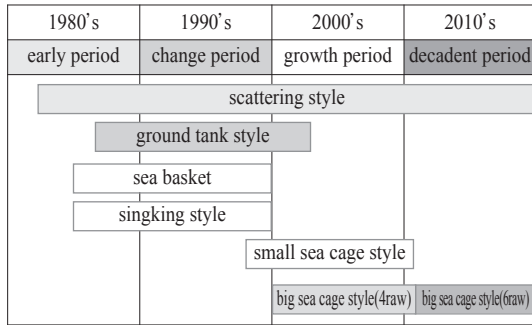 1980's 1990's 2000's 2010's
early period change period growth period decadent period
scattering style
ground tank style
sea basket
singking style
small sea cage style
big sea cage style(4raw) big sea cage style(6raw)